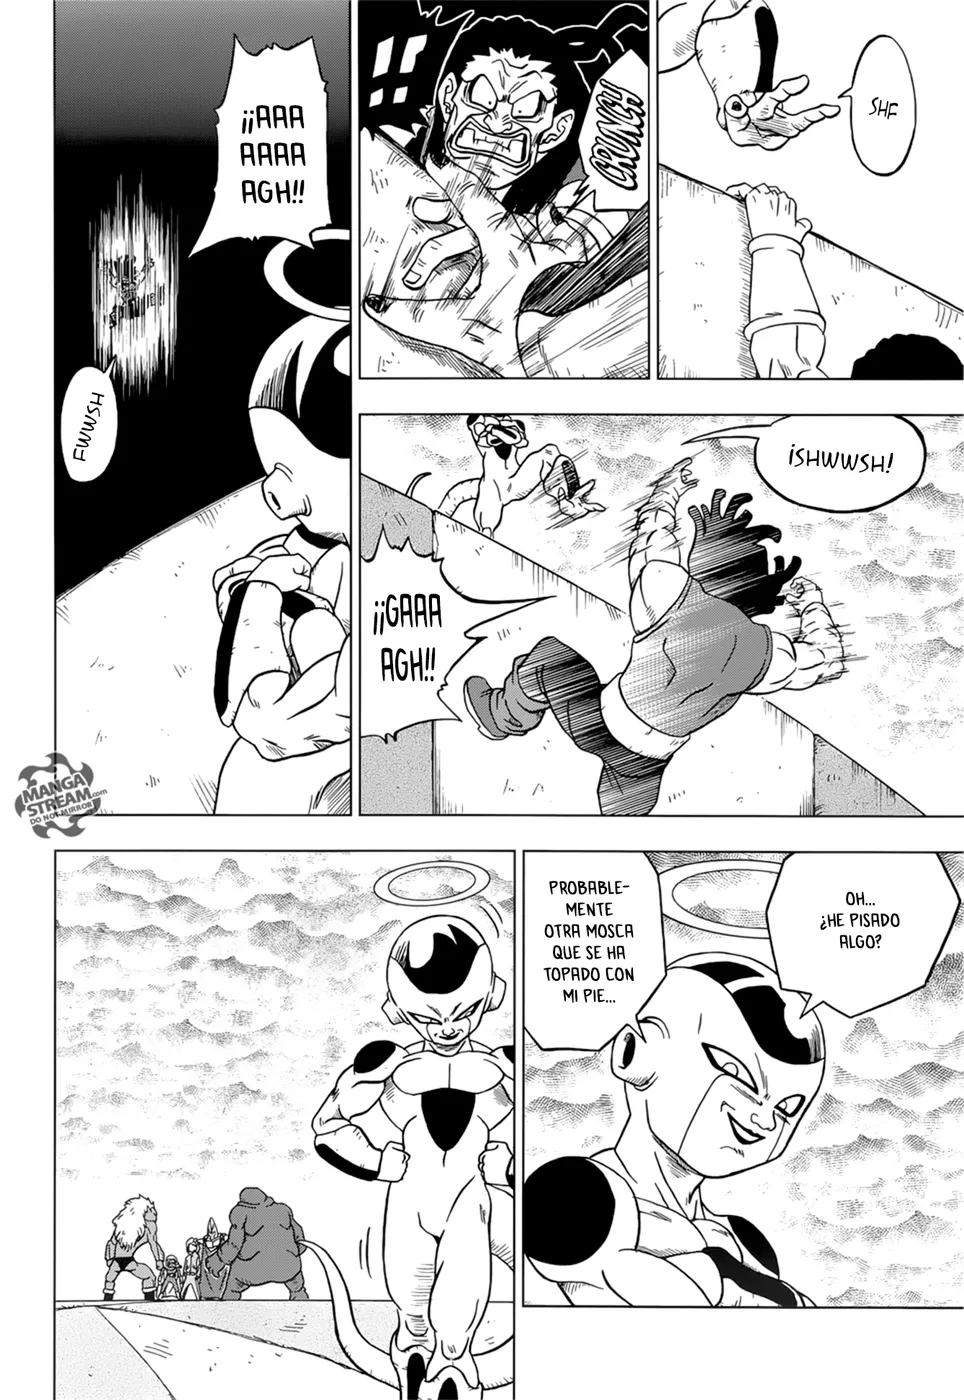 SHF
CRUNCH
!!
¡SHWWSH!
¡¡GAAA
AGH!!
¡¡AAA
AAAA
AGH!!
FWWSH
OH...
¿HE PISADO
ALGO?
PROBABLE-
MENTE
OTRA MOSCA
QUE SE HA
TOPADO CON
MI PIE...
MANGA
STREAM.com
DO NOT MIRROR